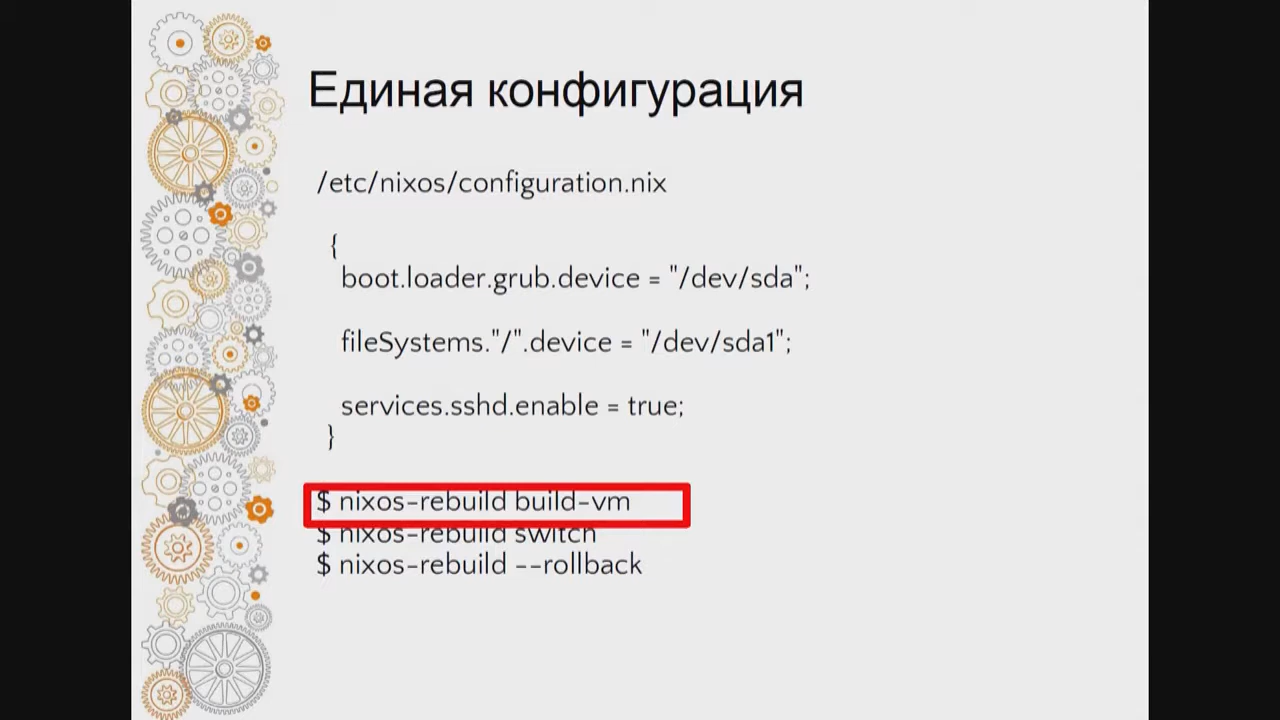 Единая конфигурация
/etc/nixos/configuration.nix
{
boot.loader.grub.device = "/dev/sda";
fileSystems."/".device = "/dev/sda1";
services.sshd.enable = true;
}
$ nixos-rebuild build-vm
$ nixos-rebuild switch
$ nixos-rebuild --rollback